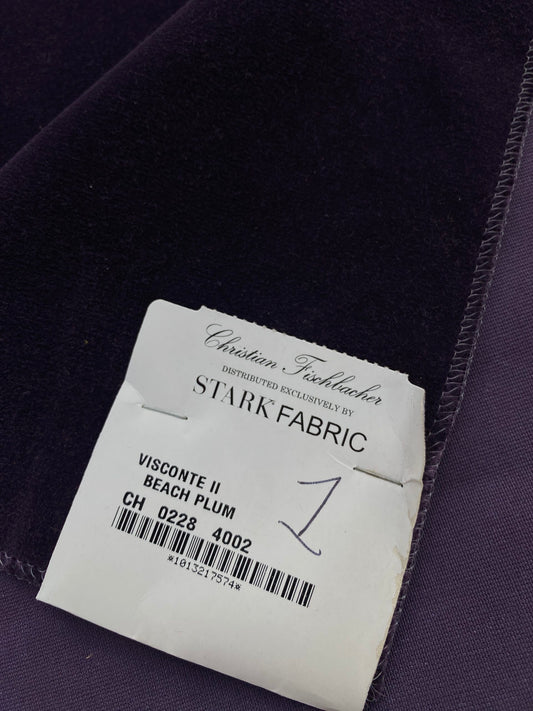 Christian Fischbacher
DISTRIBUTED EXCLUSIVELY BY
STARK FABRIC
VISCONTE II
BEACH PLUM
CH 0228 4002
*1013217574*
1